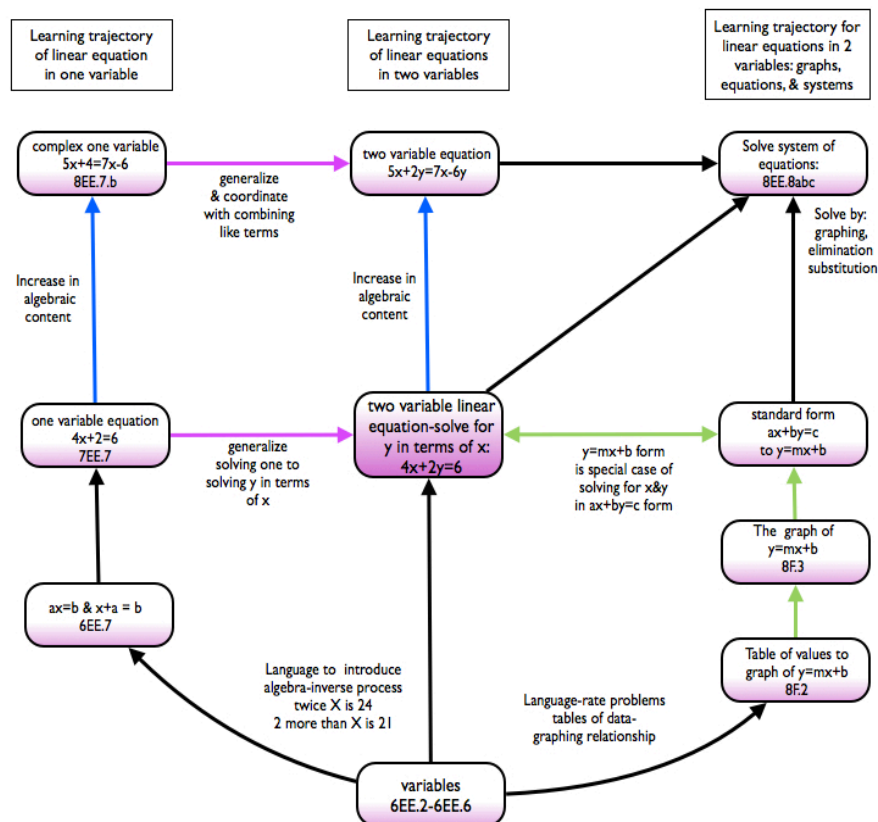 Learning trajectory
of linear equation
in one variable
Learning trajectory
of linear equations
in two variables
Learning trajectory for
linear equations in 2
variables: graphs,
equations, & systems
complex one variable
5x+4=7x-6
8EE.7.b
generalize
& coordinate
with combining
like terms
two variable equation
5x+2y=7x-6y
Solve system of
equations:
8EE.8abc
Solve by:
graphing,
elimination
substitution
Increase in
algebraic
content
Increase in
algebraic
content
one variable equation
4x+2=6
7EE.7
generalize
solving one to
solving y in terms
of x
two variable linear
equation-solve for
y in terms of x:
4x+2y=6
y=mx+b form
is special case of
solving for x&y
in ax+by=c form
standard form
ax+by=c
to y=mx+b
The graph of
y=mx+b
8F.3
ax=b & x+a = b
6EE.7
Language to introduce
algebra-inverse process
twice X is 24
2 more than X is 21
Language-rate problems
tables of data-
graphing relationship
Table of values to
graph of y=mx+b
8F.2
variables
6EE.2-6EE.6